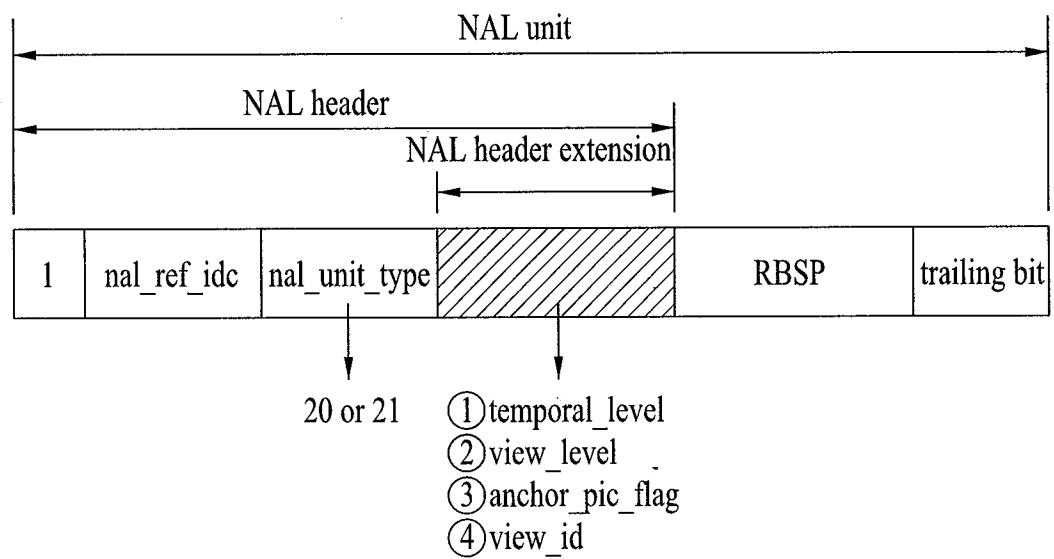 NAL unit
NAL header
NAL header extension
1 nal_ref_idc nal_unit_type RBSP trailing bit
20 or 21 ①temporal_level
②view_level
③anchor_pic_flag
④view_id